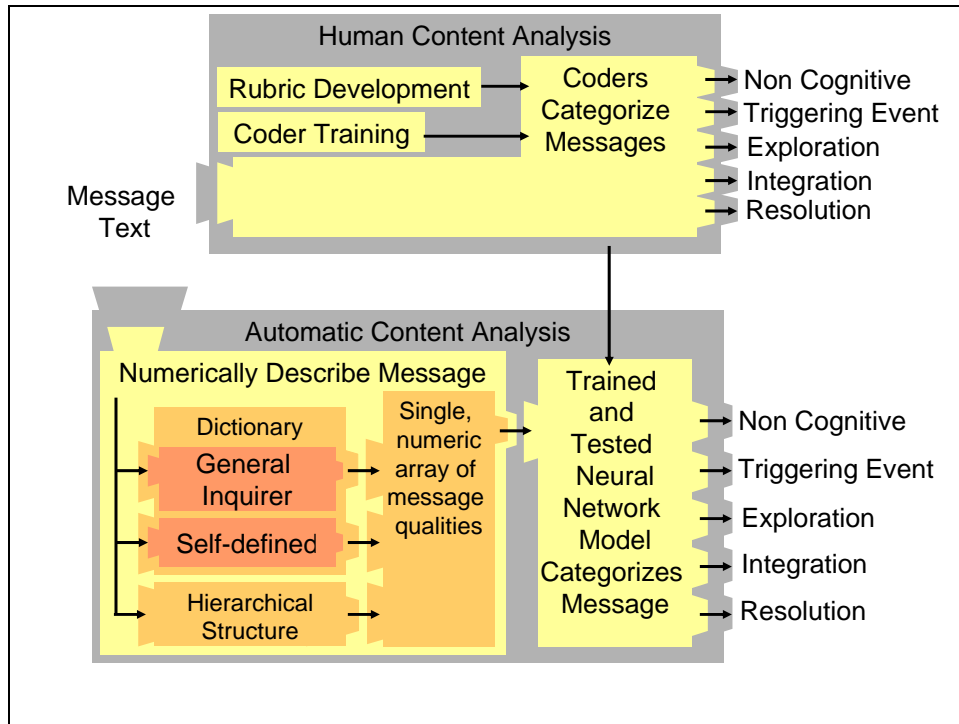 Human Content Analysis
Rubric Development
Coder Training
Coders
Categorize
Messages
Non Cognitive
Triggering Event
Exploration
Integration
Resolution
Message
Text
Automatic Content Analysis
Numerically Describe Message
Dictionary
General
Inquirer
Self-defined
Hierarchical
Structure
Single,
numeric
array of
message
qualities
Trained
and
Tested
Neural
Network
Model
Categorizes
Message
Non Cognitive
Triggering Event
Exploration
Integration
Resolution